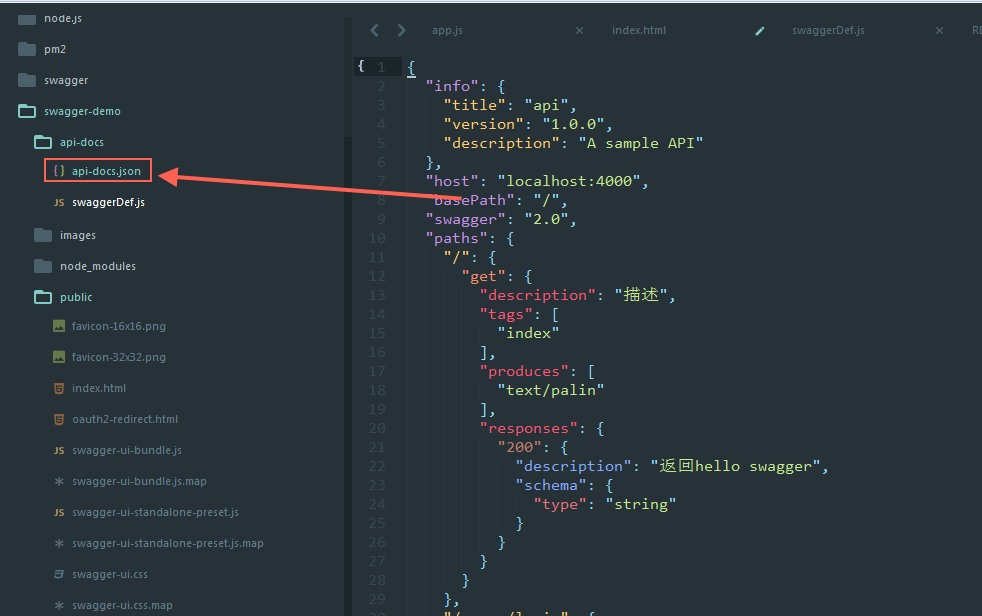 node.js
pm2
swagger
swagger-demo
api-docs
{ } api-docs.json
JS swaggerDef.js
images
node_modules
public
favicon-16x16.png
favicon-32x32.png
index.html
oauth2-redirect.html
JS swagger-ui-bundle.js
swagger-ui-bundle.js.map
JS swagger-ui-standalone-preset.js
swagger-ui-standalone-preset.js.map
swagger-ui.css
swagger-ui.css.map
app.js × index.html swaggerDef.js × RE
{ 1 {
2 "info": {
3 "title": "api",
4 "version": "1.0.0",
5 "description": "A sample API"
6 },
7 "host": "localhost:4000",
8 "basePath": "/",
9 "swagger": "2.0",
10 "paths": {
11 "/": {
12 "get": {
13 "description": "描述",
14 "tags": [
15 "index"
16 ],
17 "produces": [
18 "text/palin"
19 ],
20 "responses": {
21 "200": {
22 "description": "返回hello swagger",
23 "schema": {
24 "type": "string"
25 }
26 }
27 }
28 }
29 },